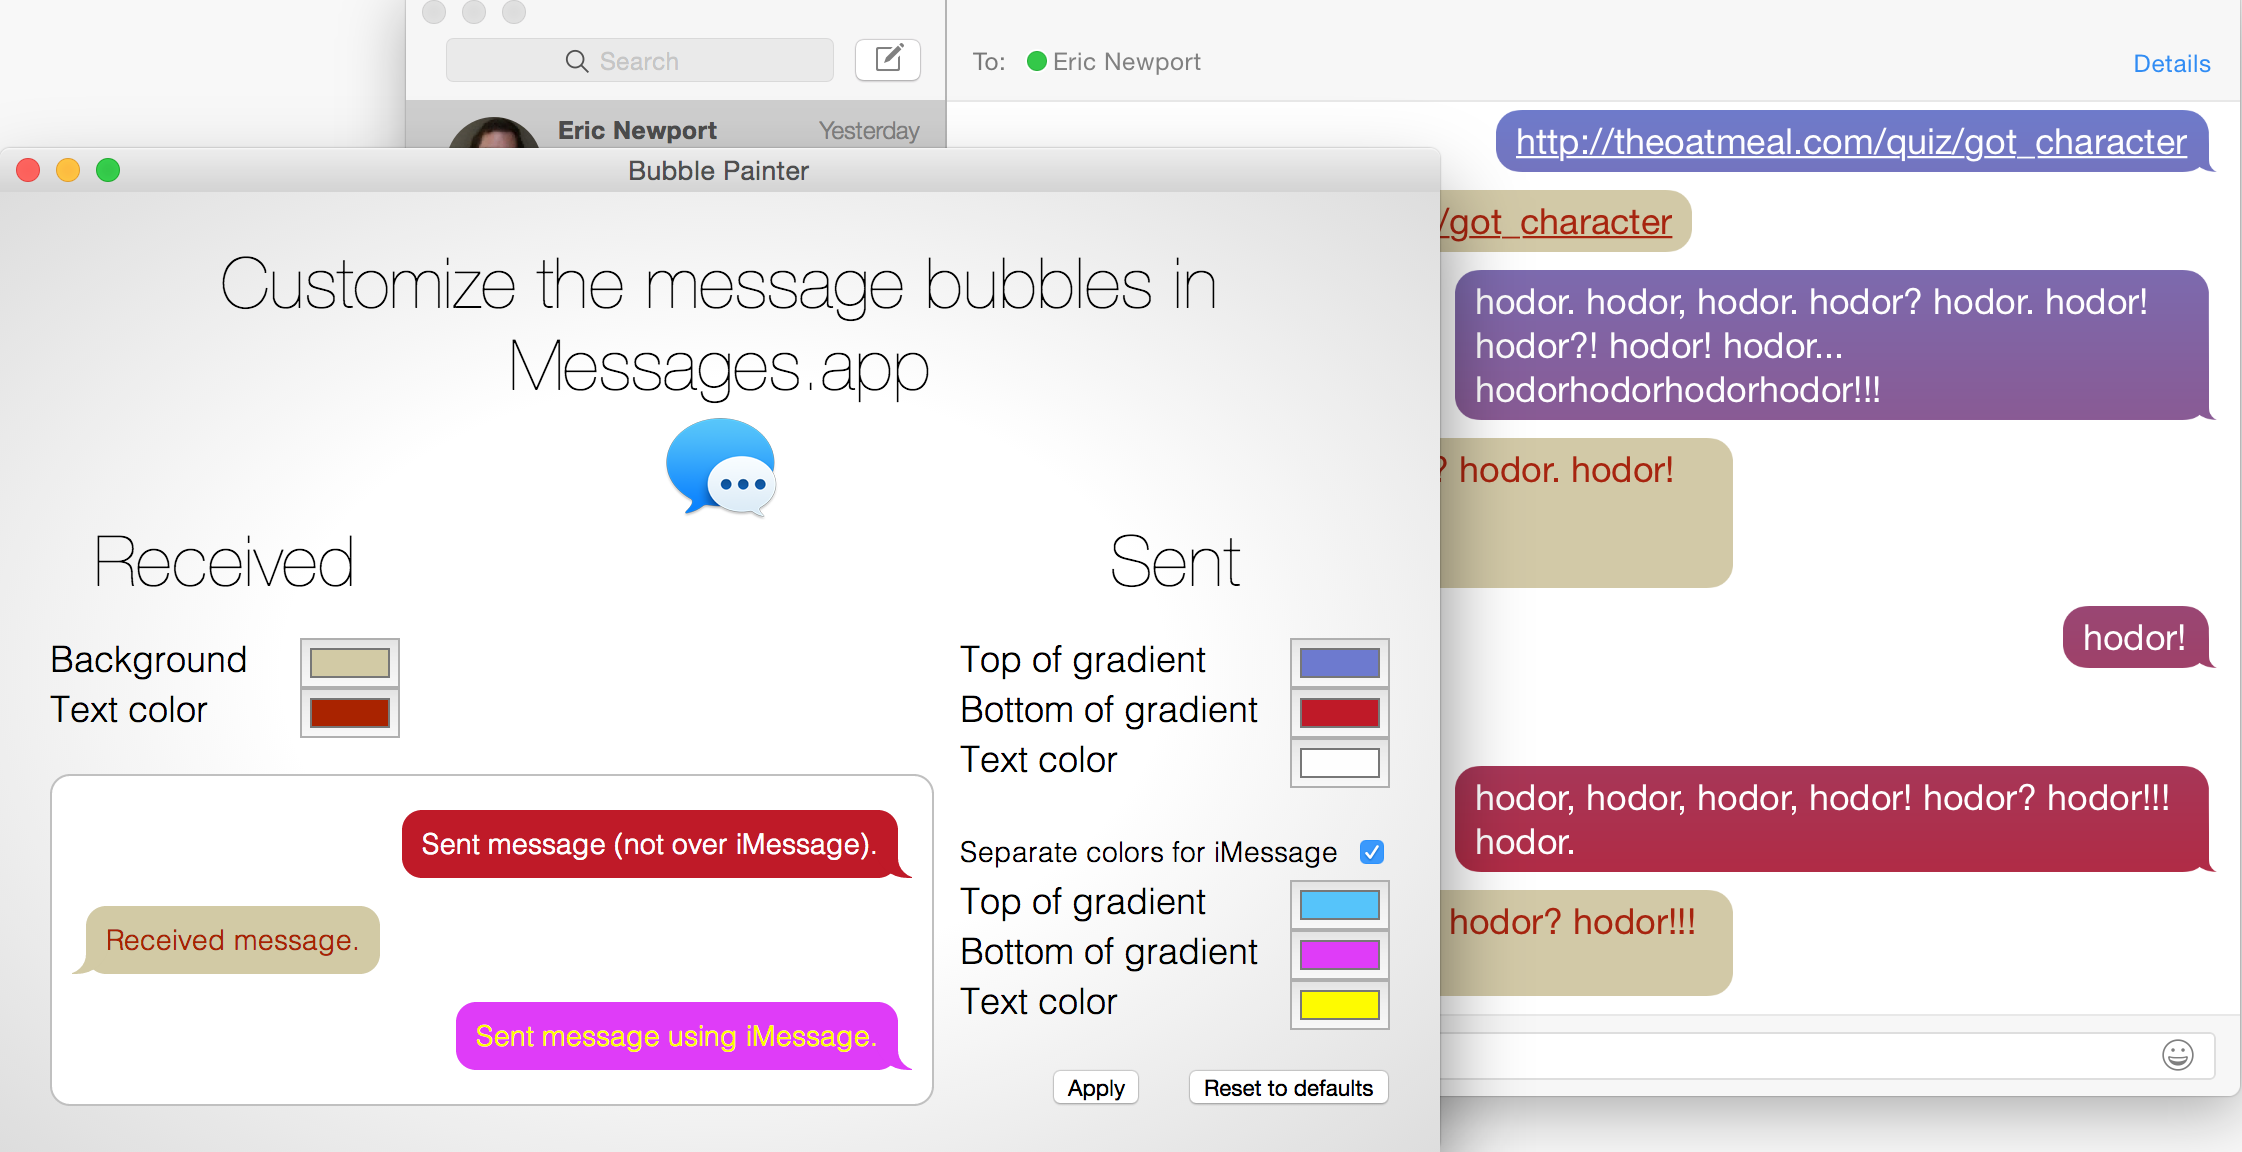 Search
To: Eric Newport
Details
Eric Newport Yesterday
http://theoatmeal.com/quiz/got_character
/got_character
hodor. hodor, hodor. hodor? hodor. hodor!
hodor?! hodor! hodor...
hodorhodorhodorhodor!!!
? hodor. hodor!
hodor!
hodor, hodor, hodor, hodor! hodor? hodor!!!
hodor.
hodor? hodor!!!
Bubble Painter
Customize the message bubbles in
Messages.app
Received
Background
Text color
Sent
Top of gradient
Bottom of gradient
Text color
Separate colors for iMessage
Top of gradient
Bottom of gradient
Text color
Sent message (not over iMessage).
Received message.
Sent message using iMessage.
Apply
Reset to defaults